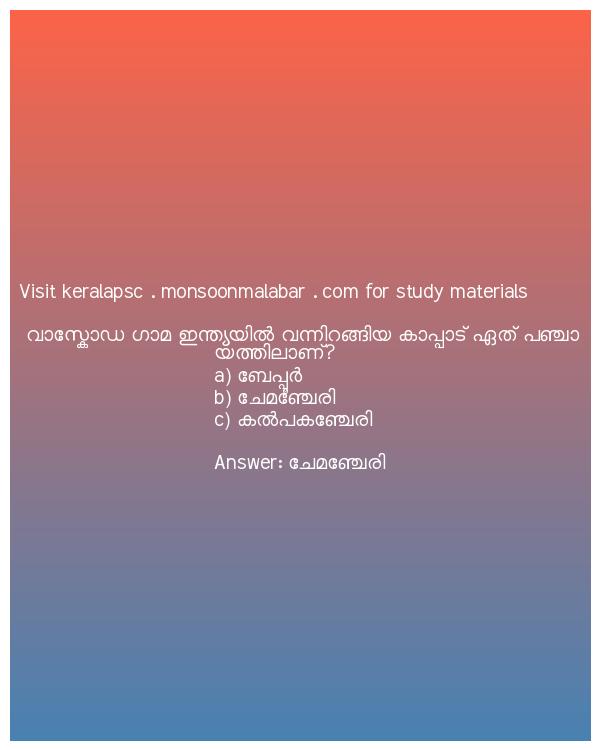 Visit keralapsc . monsoonmalabar . com for study materials
വാസ്കോഡ ഗാമ ഇന്ത്യയിൽ വന്നിറങ്ങിയ കാപ്പാട് ഏത് പഞ്ചാ
യത്തിലാണ്?
a) ബേപ്പൂർ
b) ചേമഞ്ചേരി
c) കൽപകഞ്ചേരി
Answer: ചേമഞ്ചേരി